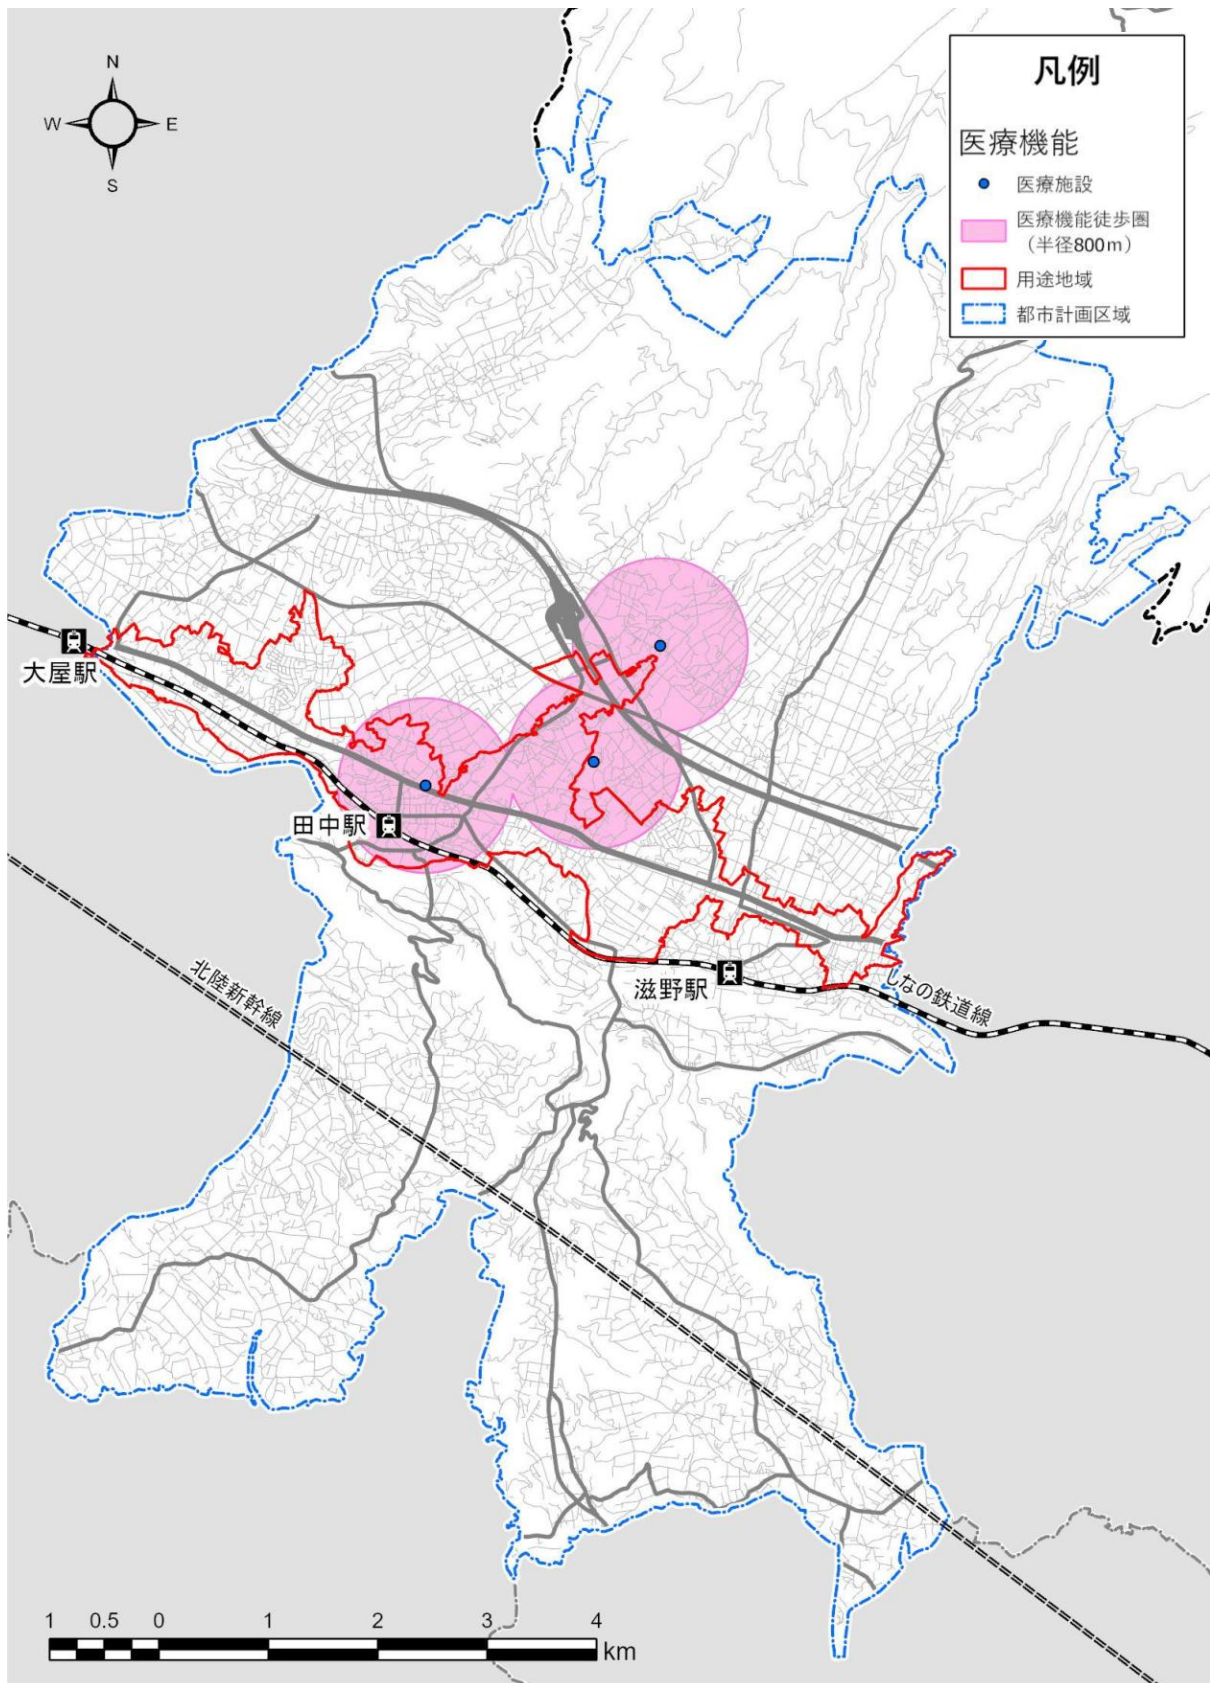 N
W E
S
凡例
医療機能
医療施設
医療機能徒歩圏
（半径800ｍ）
用途地域
都市計画区域
大屋駅
田中駅
滋野駅
しなの鉄道線
北陸新幹線
1 0.5 0 1 2 3 4
km